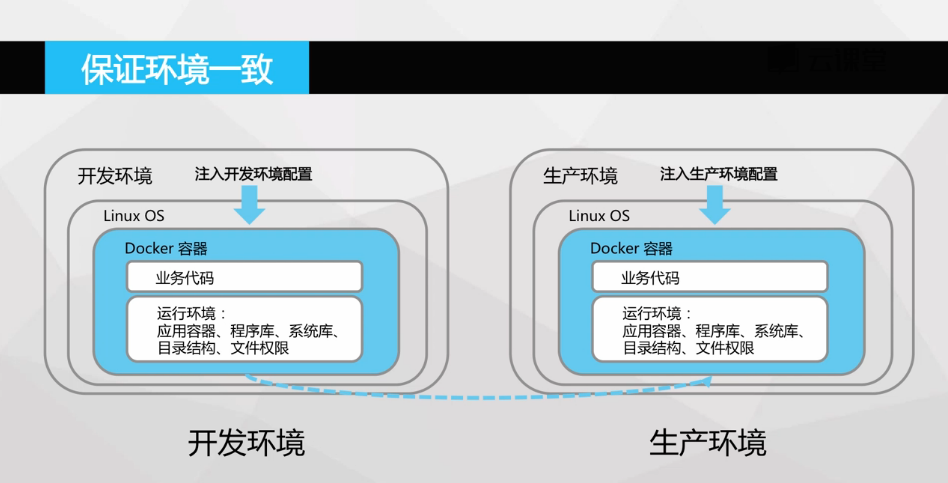 保证环境一致
云课堂
开发环境
注入开发环境配置
Linux OS
Docker 容器
业务代码
运行环境：
应用容器、程序库、系统库、
目录结构、文件权限
开发环境
生产环境
注入生产环境配置
Linux OS
Docker 容器
业务代码
运行环境：
应用容器、程序库、系统库、
目录结构、文件权限
生产环境